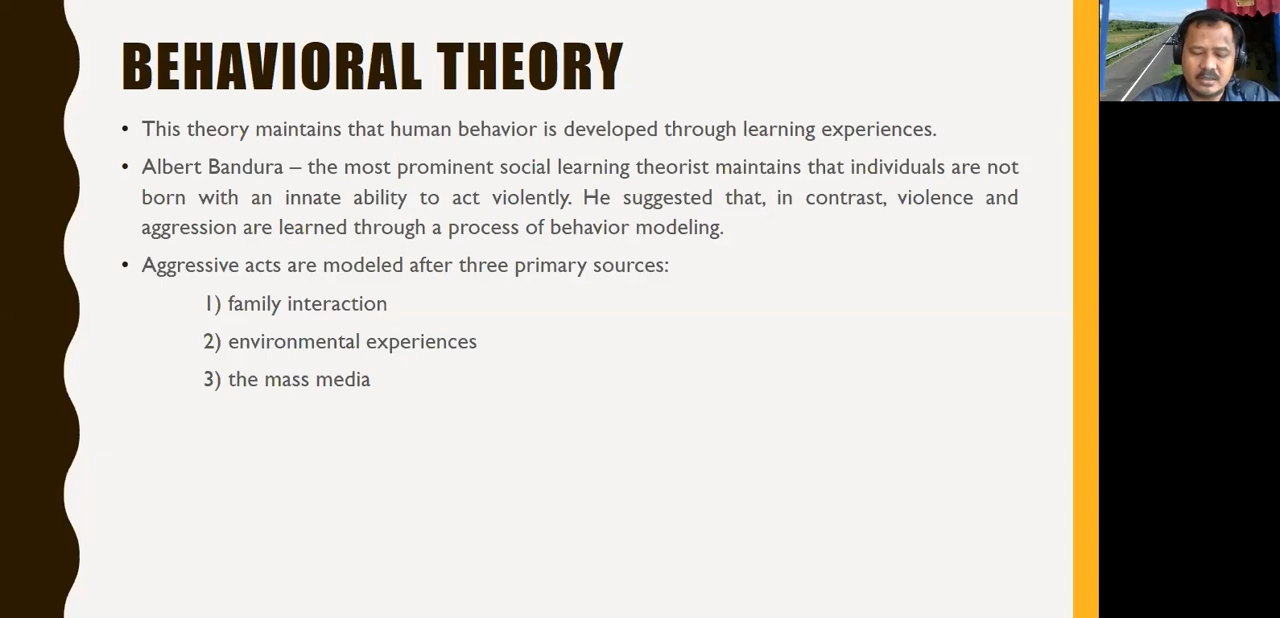 BEHAVIORAL THEORY
• This theory maintains that human behavior is developed through learning experiences.
• Albert Bandura – the most prominent social learning theorist maintains that individuals are not
born with an innate ability to act violently. He suggested that, in contrast, violence and
aggression are learned through a process of behavior modeling.
• Aggressive acts are modeled after three primary sources:
1) family interaction
2) environmental experiences
3) the mass media